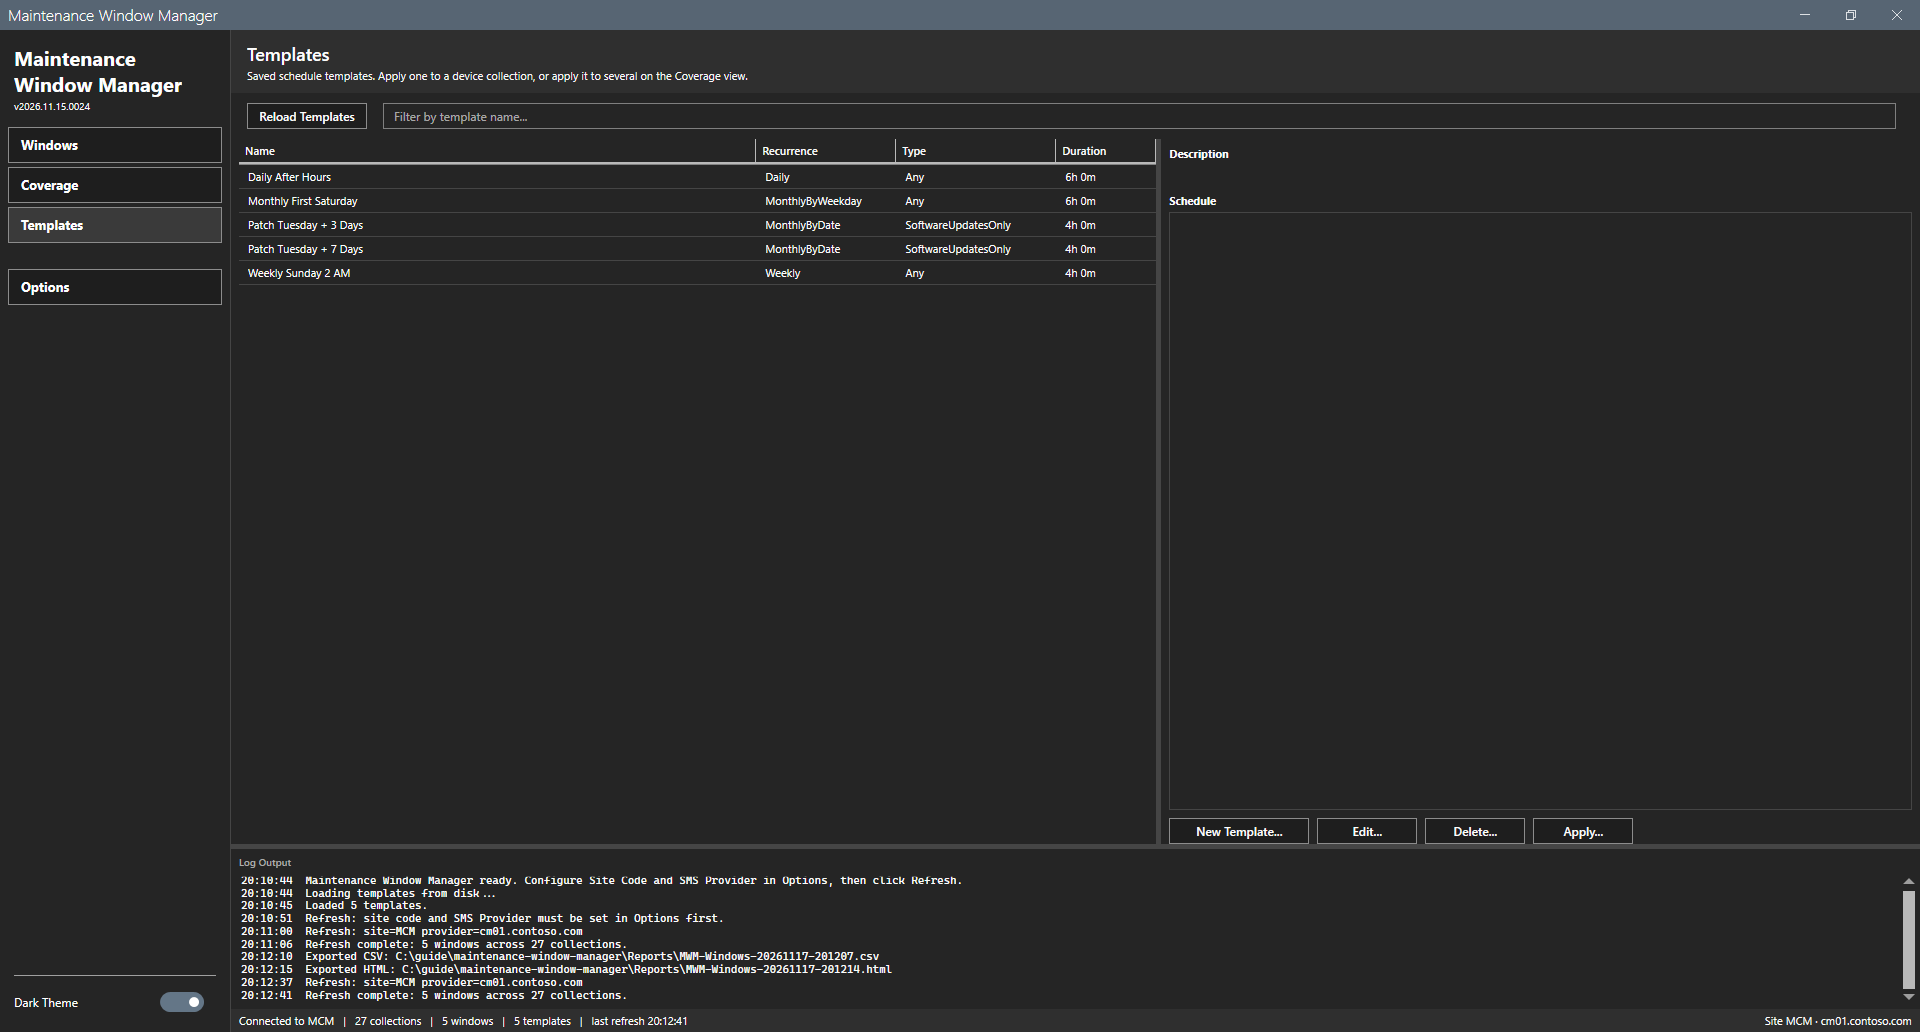 Maintenance Window Manager
Maintenance
Window Manager
v2026.11.15.0024
Windows
Coverage
Templates
Options
Dark Theme
Templates
Saved schedule templates. Apply one to a device collection, or apply it to several on the Coverage view.
Reload Templates
Filter by template name...
Name Recurrence Type Duration
Daily After Hours Daily Any 6h 0m
Monthly First Saturday MonthlyByWeekday Any 6h 0m
Patch Tuesday + 3 Days MonthlyByDate SoftwareUpdatesOnly 4h 0m
Patch Tuesday + 7 Days MonthlyByDate SoftwareUpdatesOnly 4h 0m
Weekly Sunday 2 AM Weekly Any 4h 0m
Description
Schedule
New Template... Edit... Delete... Apply...
Log Output
20:10:44 Maintenance Window Manager ready. Configure Site Code and SMS Provider in Options, then click Refresh.
20:10:44 Loading templates from disk...
20:10:45 Loaded 5 templates.
20:10:51 Refresh: site code and SMS Provider must be set in Options first.
20:11:00 Refresh: site=MCM provider=cm01.contoso.com
20:11:06 Refresh complete: 5 windows across 27 collections.
20:12:10 Exported CSV: C:\guide\maintenance-window-manager\Reports\MWM-Windows-20261117-201207.csv
20:12:15 Exported HTML: C:\guide\maintenance-window-manager\Reports\MWM-Windows-20261117-201214.html
20:12:37 Refresh: site=MCM provider=cm01.contoso.com
20:12:41 Refresh complete: 5 windows across 27 collections.
Connected to MCM | 27 collections | 5 windows | 5 templates | last refresh 20:12:41
Site MCM · cm01.contoso.com